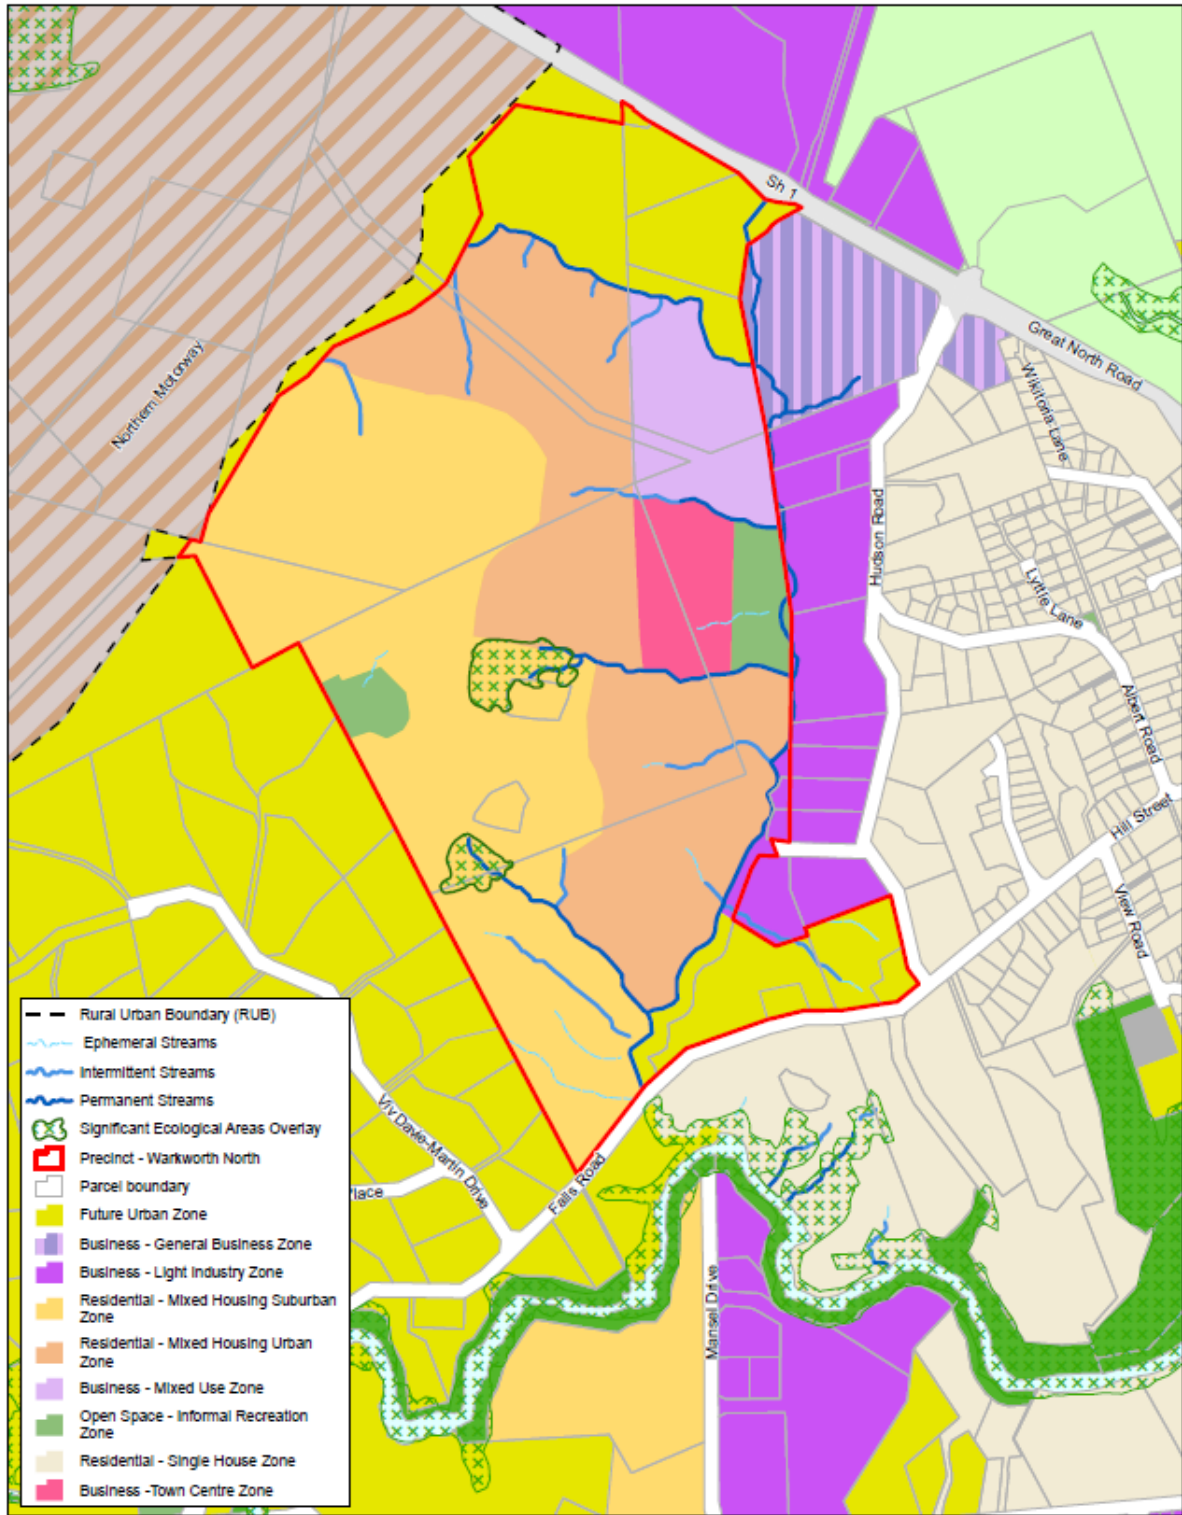 Sh 1
Great North Road
Northern Motorway
Wikitoria Lane
Hudson Road
Lyttle Lane
Albert Road
Hill Street
View Road
Viv Davie-Martin Drive
Place
Falls Road
Mansel Drive
Rural Urban Boundary (RUB)
Ephemeral Streams
Intermittent Streams
Permanent Streams
Significant Ecological Areas Overlay
Precinct - Warkworth North
Parcel boundary
Future Urban Zone
Business - General Business Zone
Business - Light Industry Zone
Residential - Mixed Housing Suburban
Zone
Residential - Mixed Housing Urban
Zone
Business - Mixed Use Zone
Open Space - Informal Recreation
Zone
Residential - Single House Zone
Business -Town Centre Zone